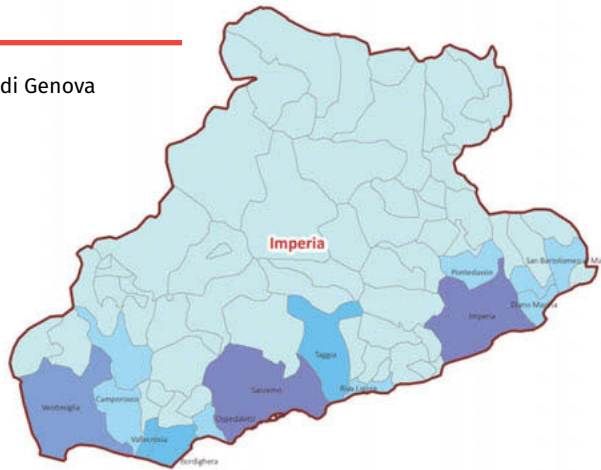 di Genova
Imperia
San Bartolomeo al Ma
Pontedassio
Diano Marina
Imperia
Taggia
Riva Ligure
Sanremo
Ospedaletti
Camporosso
Ventimiglia
Vallecrosia
Bordighera